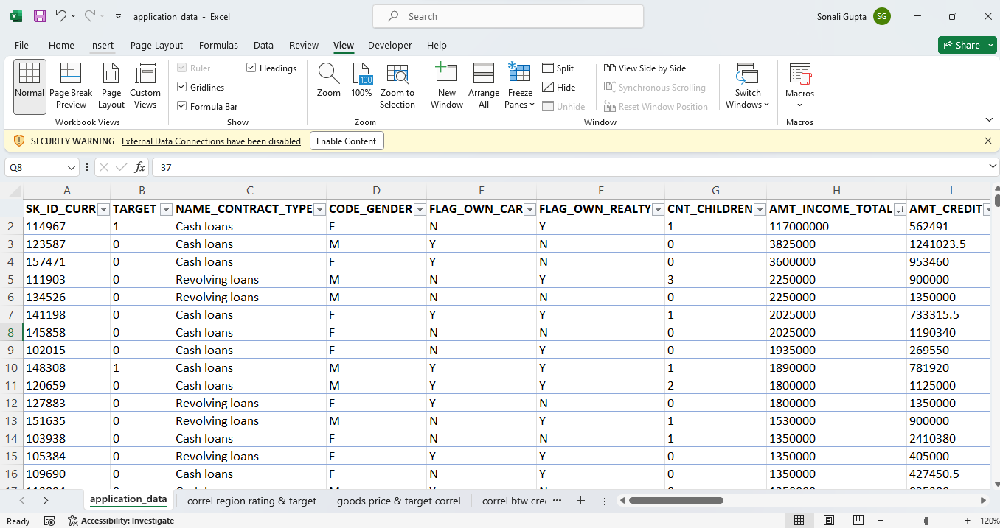 application_data - Excel
Search
Sonali Gupta SG
File Home Insert Page Layout Formulas Data Review View Developer Help
Share
Normal Page Break Preview Page Layout Custom Views
Workbook Views
Ruler Headings
Gridlines
Formula Bar
Show
Zoom 100 100% Zoom to Selection
Zoom
New Window Arrange All Freeze Panes
Split
Hide
Unhide
View Side by Side
Synchronous Scrolling
Reset Window Position
Switch Windows
Window
Macros
Macros
SECURITY WARNING External Data Connections have been disabled Enable Content
Q8 fx 37
A B C D E F G H I
SK_ID_CURR TARGET NAME_CONTRACT_TYPE CODE_GENDER FLAG_OWN_CAR FLAG_OWN_REALTY CNT_CHILDREN AMT_INCOME_TOTAL AMT_CREDIT
2 114967 1 Cash loans F N Y 1 117000000 562491
3 123587 0 Cash loans M Y N 0 3825000 1241023.5
4 157471 0 Cash loans F Y N 0 3600000 953460
5 111903 0 Revolving loans M N Y 3 2250000 900000
6 134526 0 Revolving loans M N N 0 2250000 1350000
7 141198 0 Cash loans F Y Y 1 2025000 733315.5
8 145858 0 Cash loans F N N 0 2025000 1190340
9 102015 0 Cash loans F N Y 0 1935000 269550
10 148308 1 Cash loans M Y Y 1 1890000 781920
11 120659 0 Cash loans M Y Y 2 1800000 1125000
12 127883 0 Revolving loans F Y N 0 1800000 1350000
13 151635 0 Revolving loans M N Y 1 1530000 900000
14 103938 0 Cash loans F N N 1 1350000 2410380
15 105384 0 Revolving loans F Y Y 0 1350000 405000
16 109690 0 Cash loans F N Y 0 1350000 427450.5
application_data correl region rating & target goods price & target correl correl btw cre ...
Ready Accessibility: Investigate 120%